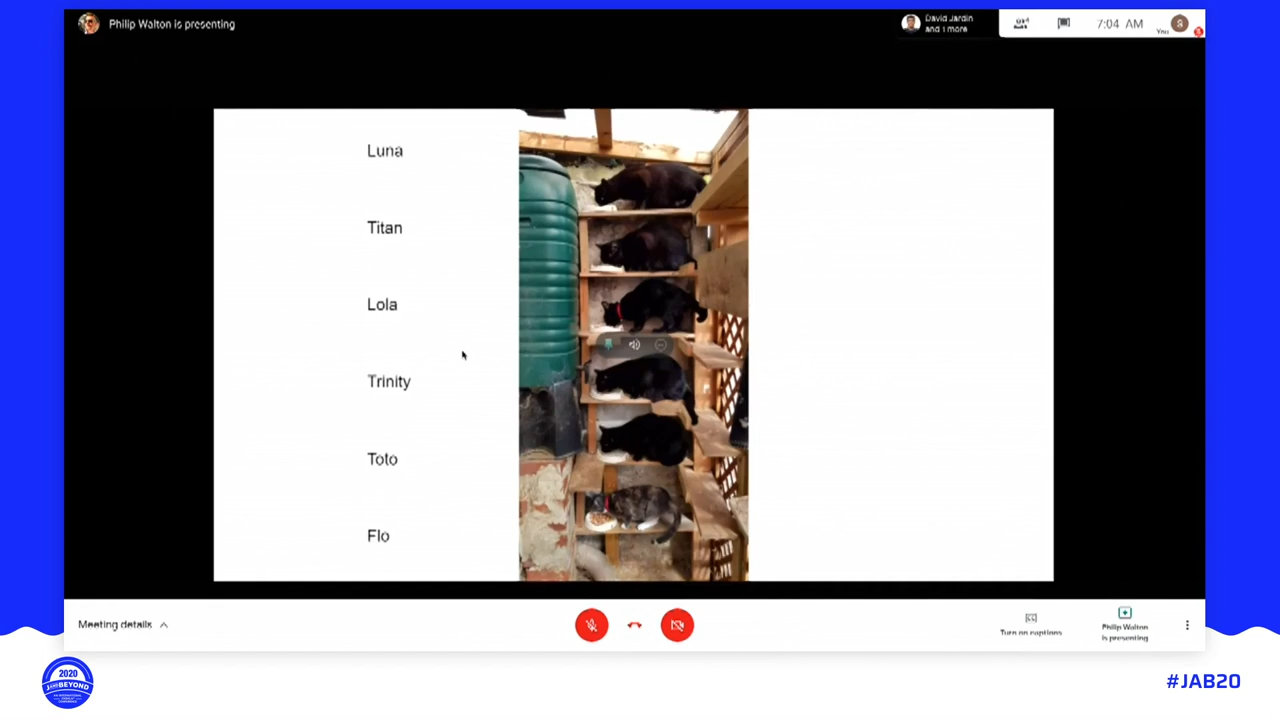 Philip Walton is presenting
David Jardin
and 1 more
7:04 AM
You
S
Luna
Titan
Lola
Trinity
Toto
Flo
Meeting details
Turn on captions
Philip Walton
is presenting
2020
JANDBEYOND
#JAB20